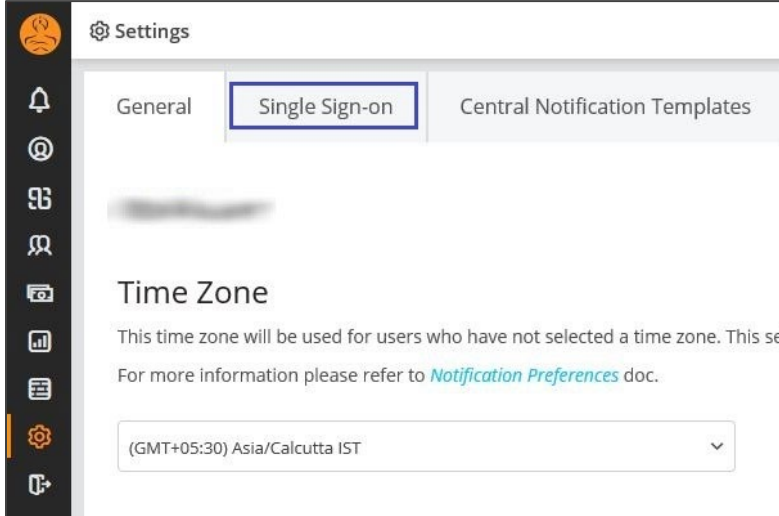 Settings
General
Single Sign-on
Central Notification Templates
Time Zone
This time zone will be used for users who have not selected a time zone. This se
For more information please refer to Notification Preferences doc.
(GMT+05:30) Asia/Calcutta IST